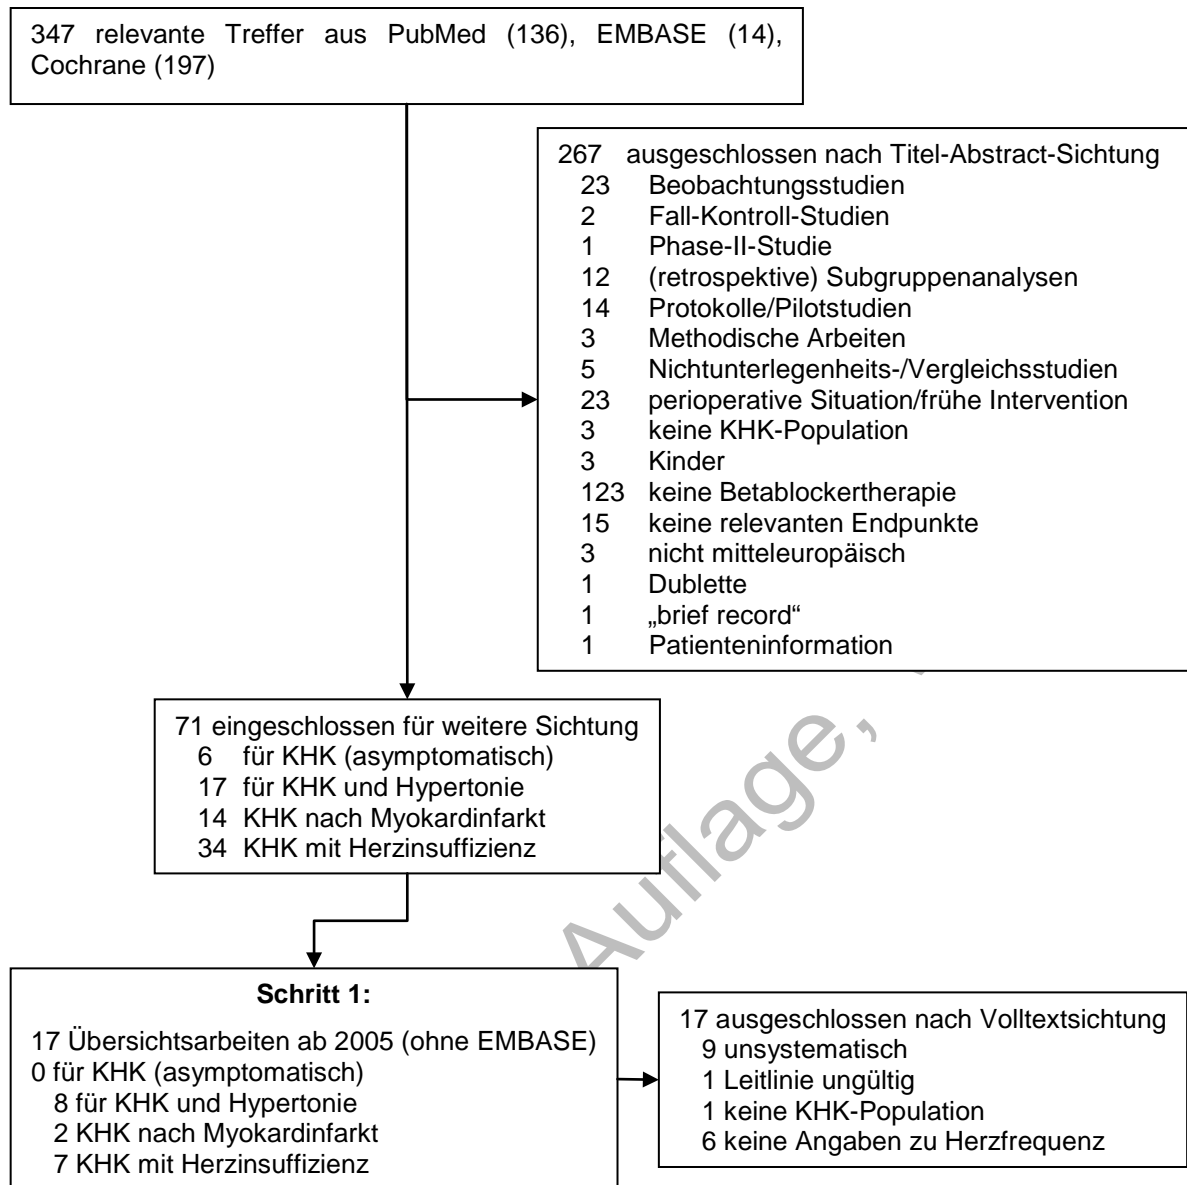 347 relevante Treffer aus PubMed (136), EMBASE (14),
Cochrane (197)
267 ausgeschlossen nach Titel-Abstract-Sichtung
23 Beobachtungsstudien
2 Fall-Kontroll-Studien
1 Phase-II-Studie
12 (retrospektive) Subgruppenanalysen
14 Protokolle/Pilotstudien
3 Methodische Arbeiten
5 Nichtunterlegenheits-/Vergleichsstudien
23 perioperative Situation/frühe Intervention
3 keine KHK-Population
3 Kinder
123 keine Betablockertherapie
15 keine relevanten Endpunkte
3 nicht mitteleuropäisch
1 Dublette
1 „brief record“
1 Patienteninformation
71 eingeschlossen für weitere Sichtung
6 für KHK (asymptomatisch)
17 für KHK und Hypertonie
14 KHK nach Myokardinfarkt
34 KHK mit Herzinsuffizienz
Auflage,
Schritt 1:
17 Übersichtsarbeiten ab 2005 (ohne EMBASE)
0 für KHK (asymptomatisch)
8 für KHK und Hypertonie
2 KHK nach Myokardinfarkt
7 KHK mit Herzinsuffizienz
17 ausgeschlossen nach Volltextsichtung
9 unsystematisch
1 Leitlinie ungültig
1 keine KHK-Population
6 keine Angaben zu Herzfrequenz